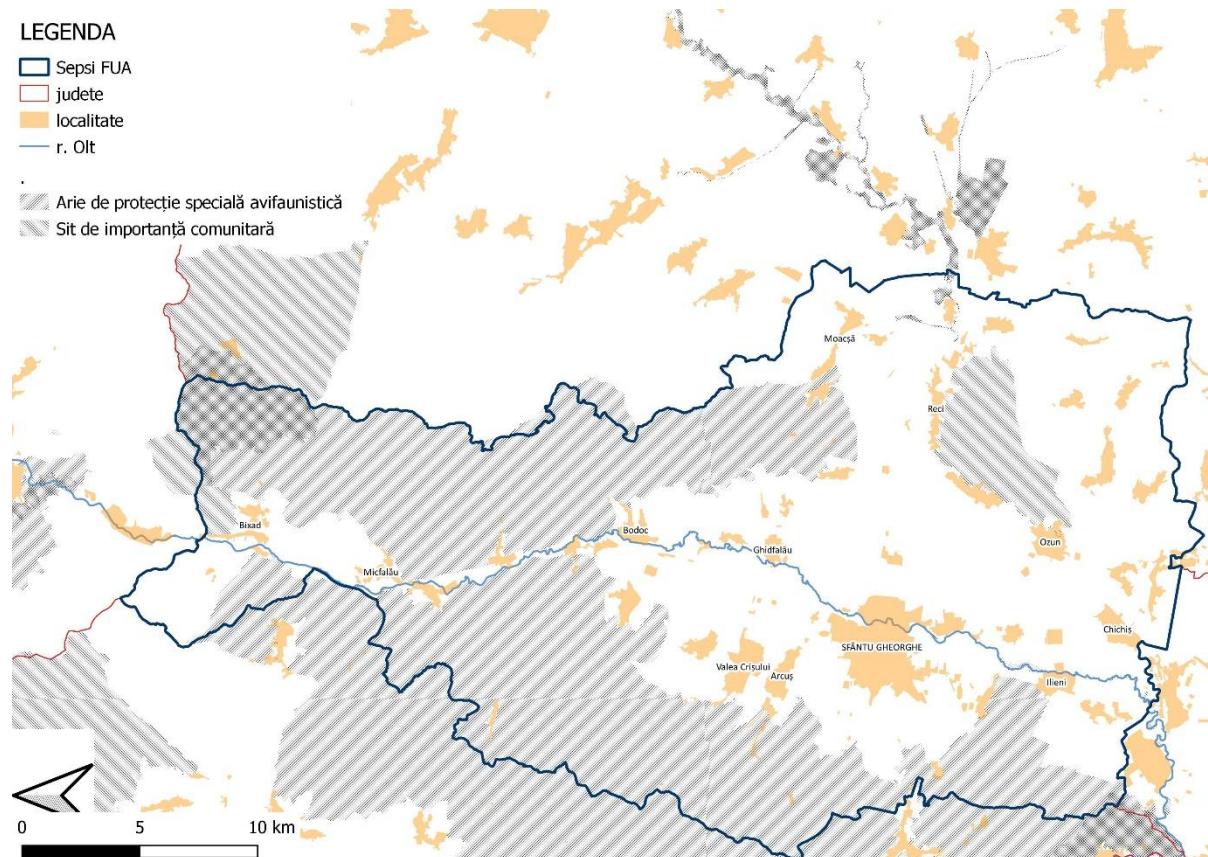 LEGENDA
Sepsi FUA
judete
localitate
r. Olt
.
Arie de protecție specială avifaunistică
Sit de importanță comunitară
Moacșă
Reci
Bixad
Bodoc
Ozun
Ghidfalău
Micfalău
Chichiș
SFÂNTU GHEORGHE
Valea Crișului
Arcuș
Ilieni
0 5 10 km